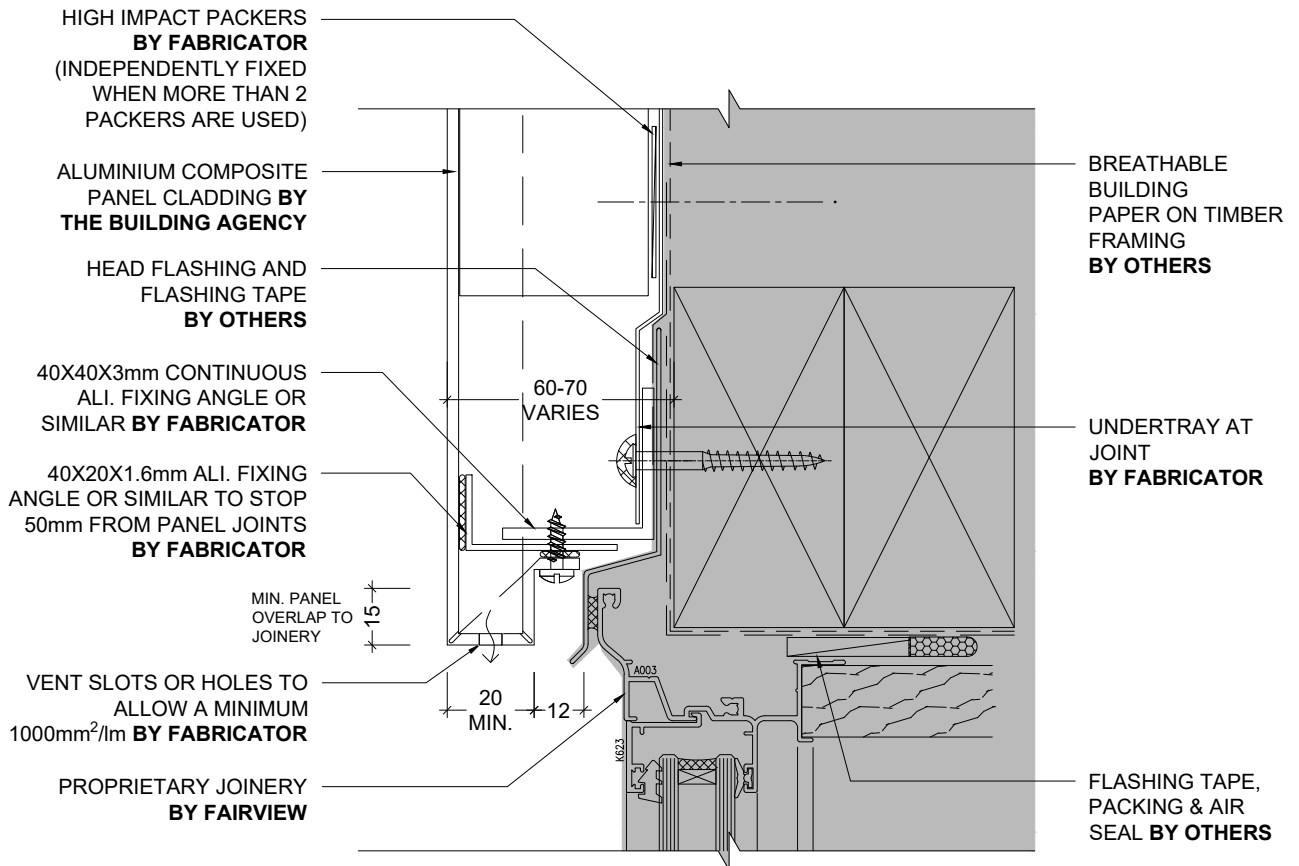 HIGH IMPACT PACKERS
BY FABRICATOR
(INDEPENDENTLY FIXED
WHEN MORE THAN 2
PACKERS ARE USED)
ALUMINIUM COMPOSITE
PANEL CLADDING BY
THE BUILDING AGENCY
HEAD FLASHING AND
FLASHING TAPE
BY OTHERS
40X40X3mm CONTINUOUS
ALI. FIXING ANGLE OR
SIMILAR BY FABRICATOR
40X20X1.6mm ALI. FIXING
ANGLE OR SIMILAR TO STOP
50mm FROM PANEL JOINTS
BY FABRICATOR
MIN. PANEL
OVERLAP TO
JOINERY
15
VENT SLOTS OR HOLES TO
ALLOW A MINIMUM
1000mm²/lm BY FABRICATOR
PROPRIETARY JOINERY
BY FAIRVIEW
60-70
VARIES
20
MIN.
12
A003
K623
BREATHABLE
BUILDING
PAPER ON TIMBER
FRAMING
BY OTHERS
UNDERTRAY AT
JOINT
BY FABRICATOR
FLASHING TAPE,
PACKING & AIR
SEAL BY OTHERS